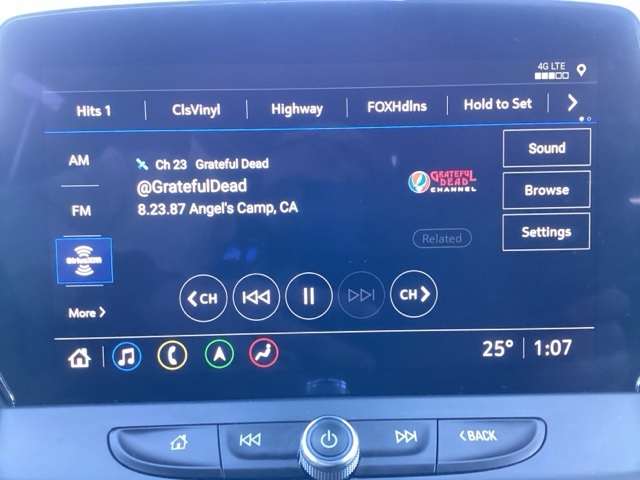 4G LTE
Hits 1 ClsVinyl Highway FOXHdlns Hold to Set
AM
Ch 23 Grateful Dead
Sound
@GratefulDead
GRATEFUL DEAD CHANNEL
Browse
FM
8.23.87 Angel's Camp, CA
Settings
Related
SiriusXM
CH CH
More
25° 1:07
BACK